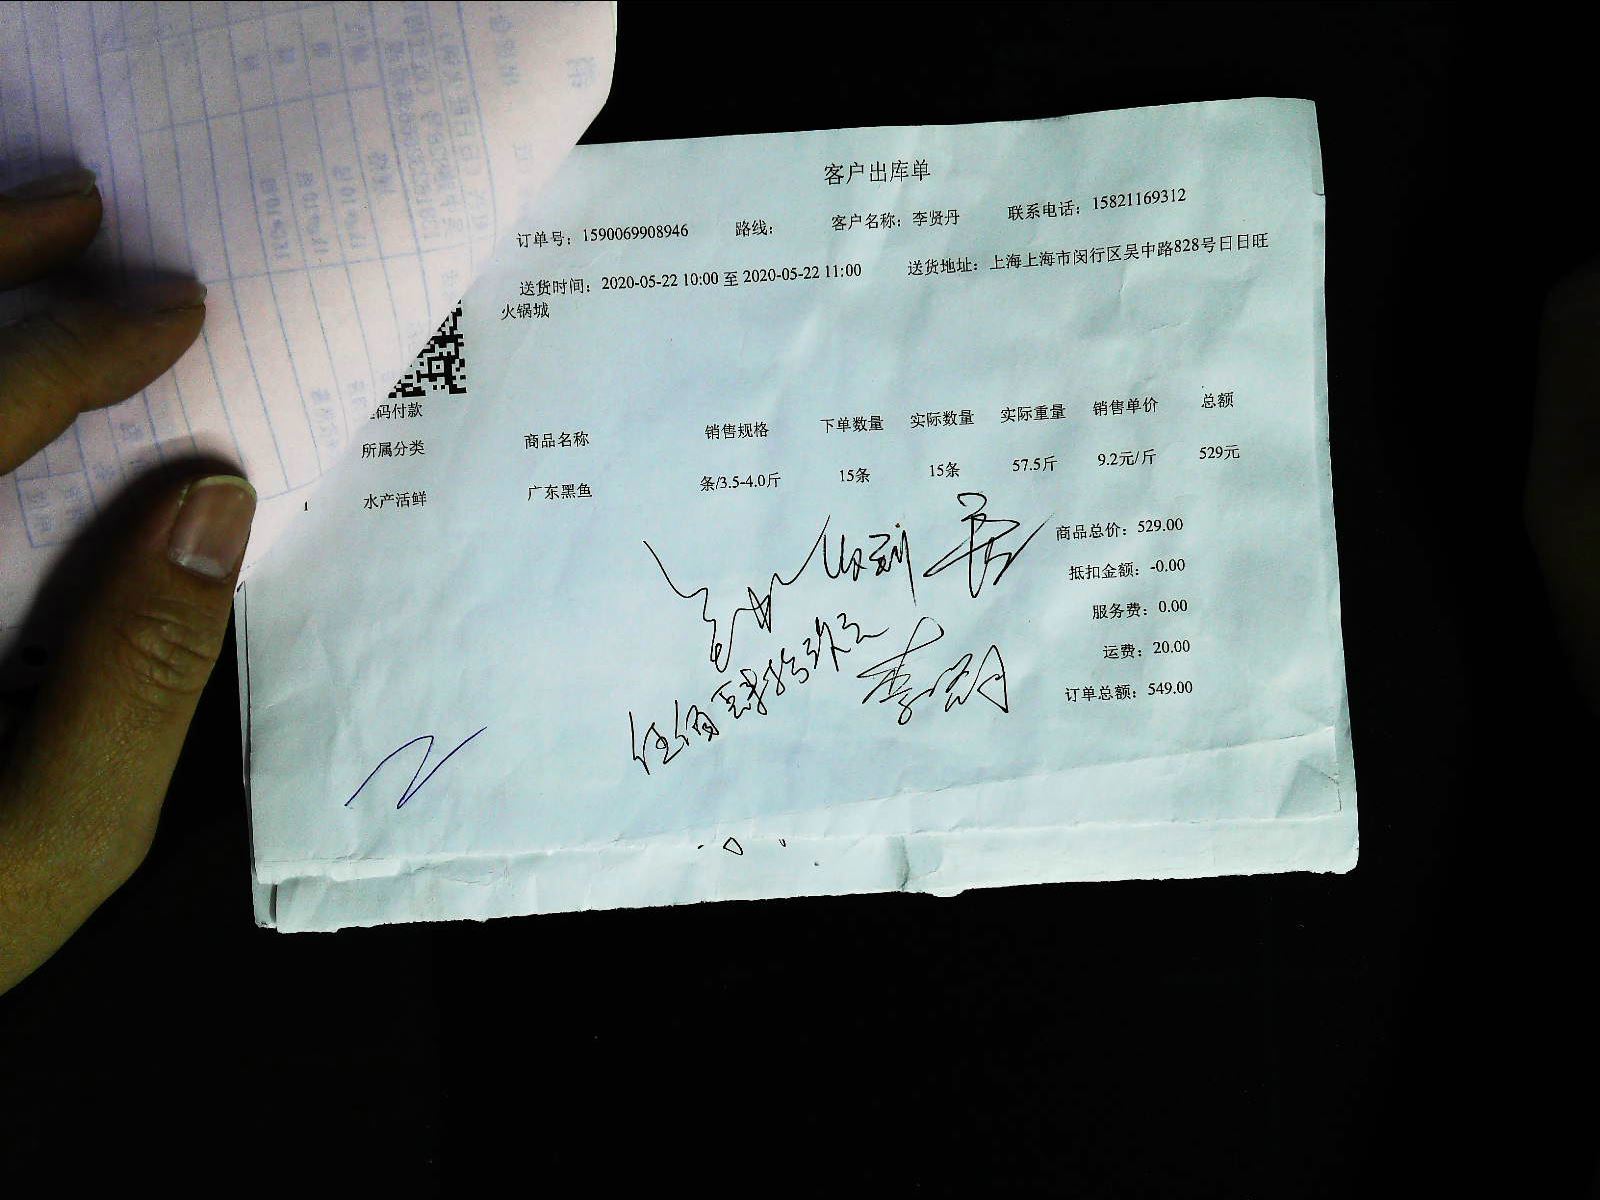 客户出库单
订单号：1590069908946 路线： 客户名称：李贤丹 联系电话：15821169312
送货时间：2020-05-22 10:00 至 2020-05-22 11:00 送货地址：上海上海市闵行区吴中路828号日日旺
火锅城
码付款
所属分类 商品名称 销售规格 下单数量 实际数量 实际重量 销售单价 总额
1 水产活鲜 广东黑鱼 条/3.5-4.0斤 15条 15条 57.5斤 9.2元/斤 529元
商品总价：529.00
抵扣金额：-0.00
服务费：0.00
运费：20.00
订单总额：549.00
收到
伍佰肆拾玖元